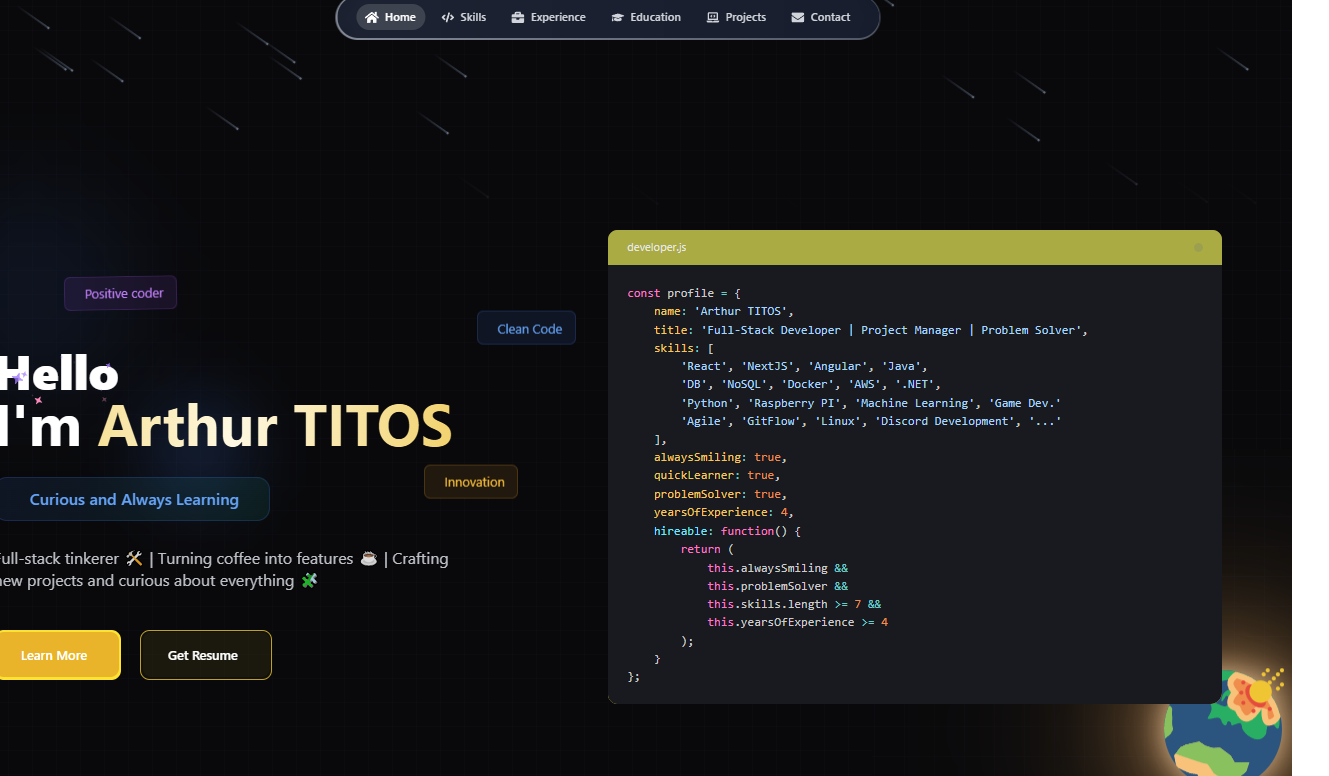 Home Skills Experience Education Projects Contact
Positive coder
Clean Code
Hello
I'm Arthur TITOS
Innovation
Curious and Always Learning
Full-stack tinkerer 🛠️ | Turning coffee into features ☕ | Crafting
new projects and curious about everything 🧩
Learn More
Get Resume
developer.js
const profile = {
    name: 'Arthur TITOS',
    title: 'Full-Stack Developer | Project Manager | Problem Solver',
    skills: [
        'React', 'NextJS', 'Angular', 'Java',
        'DB', 'NoSQL', 'Docker', 'AWS', '.NET',
        'Python', 'Raspberry PI', 'Machine Learning', 'Game Dev.'
        'Agile', 'GitFlow', 'Linux', 'Discord Development', '...'
    ],
    alwaysSmiling: true,
    quickLearner: true,
    problemSolver: true,
    yearsOfExperience: 4,
    hireable: function() {
        return (
            this.alwaysSmiling &&
            this.problemSolver &&
            this.skills.length >= 7 &&
            this.yearsOfExperience >= 4
        );
    }
};